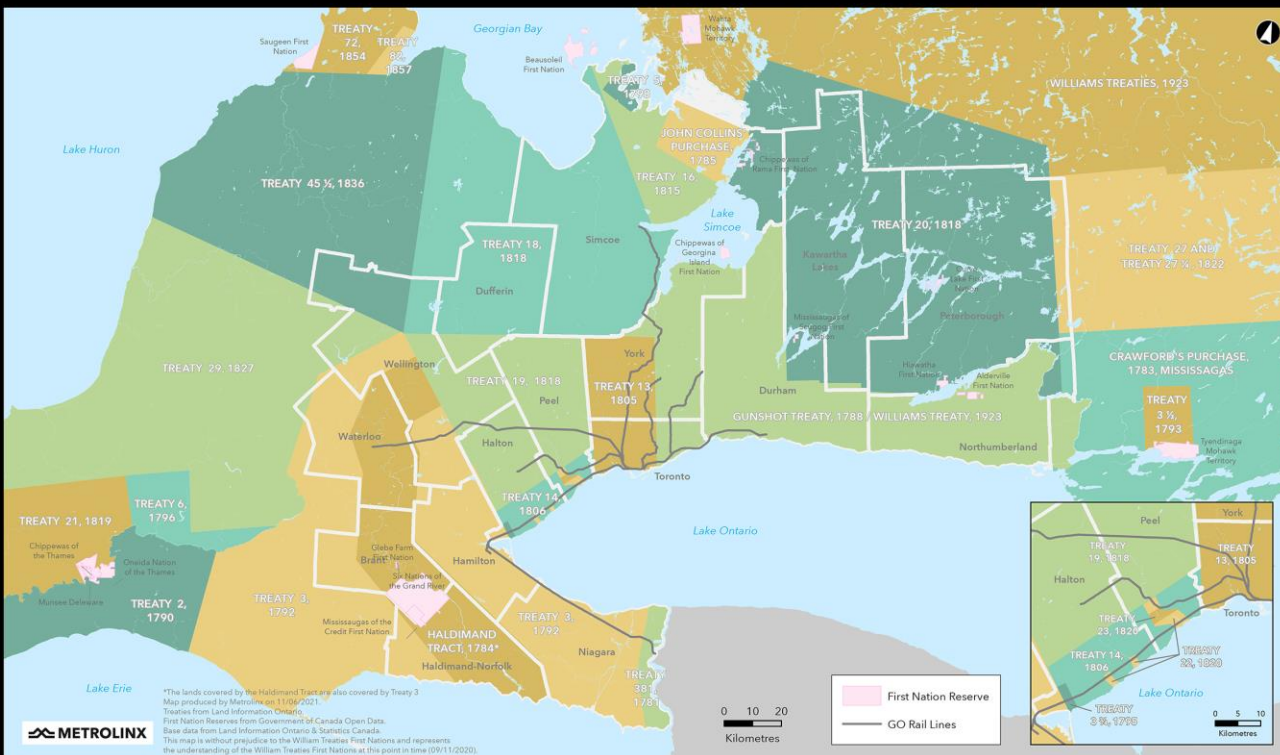 Georgian Bay
Wahta
Mohawk
Territory
Saugeen First
Nation
TREATY
72,
1854
TREATY
82,
1857
Beausoleil
First Nation
TREATY 5,
1798
WILLIAMS TREATIES, 1923
Lake Huron
JOHN COLLINS
PURCHASE,
1785
Chippewas of
Rama First Nation
TREATY 45 ½, 1836
TREATY 16,
1815
Lake
Simcoe
TREATY 18,
1818
Simcoe
Chippewas of
Georgina
Island
First Nation
TREATY 20, 1818
Kawartha
Lakes
TREATY 27 AND
TREATY 27 ¼, 1822
Dufferin
Lake First
Nation
Mississaugas of
Scugog First
Nation
Peterborough
TREATY 29, 1827
Wellington
York
CRAWFORD'S PURCHASE,
1783, MISSISSAGAS
Hiawatha
First Nation
Alderville
First Nation
TREATY 19, 1818
Peel
TREATY 13,
1805
Durham
TREATY
3 ½,
1793
GUNSHOT TREATY, 1788 / WILLIAMS TREATY, 1923
Waterloo
Halton
Northumberland
Tyendinaga
Mohawk
Territory
Toronto
TREATY 14,
1806
TREATY 6,
1796
TREATY 21, 1819
Chippewas of
the Thames
Oneida Nation
of the Thames
Munsee Delaware
TREATY 2,
1790
Lake Ontario
Glebe Farm
First Nation
Brant
Hamilton
Six Nations of
the Grand River
TREATY 3,
1792
Mississaugas of the
Credit First Nation
TREATY 3,
1792
HALDIMAND
TRACT, 1784*
Niagara
Haldimand-Norfolk
TREATY
381,
1781
Lake Erie
*The lands covered by the Haldimand Tract are also covered by Treaty 3
Map produced by Metrolinx on 11/06/2021.
Treaties from Land Information Ontario.
First Nation Reserves from Government of Canada Open Data.
Base data from Land Information Ontario & Statistics Canada.
This map is without prejudice to the William Treaties First Nations and represents
the understanding of the William Treaties First Nations at this point in time (09/11/2020).
METROLINX
0 10 20
Kilometres
First Nation Reserve
GO Rail Lines
Peel
York
TREATY
19, 1818
TREATY
13, 1805
Halton
Toronto
TREATY
23, 1820
TREATY 14,
1806
TREATY
22, 1820
Lake Ontario
TREATY
3 ¾, 1795
0 5 10
Kilometres